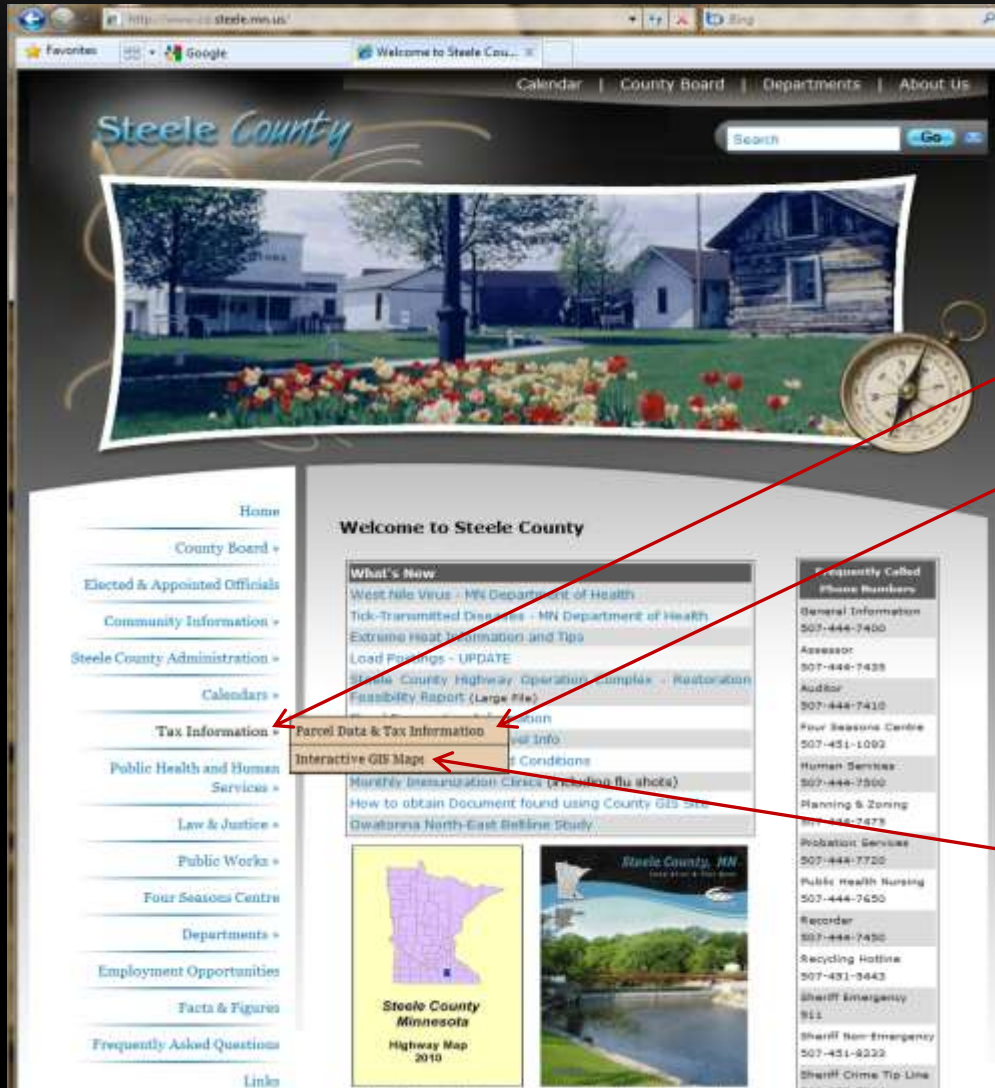 steele.mn.us/
Bing
Favorites
Google
Welcome to Steele Cou...
Calendar | County Board | Departments | About Us
Steele County
Search
Go
Home
County Board »
Elected & Appointed Officials
Community Information »
Steele County Administration »
Calendars »
Tax Information »
Public Health and Human
Services »
Law & Justice »
Public Works »
Four Seasons Centre
Departments »
Employment Opportunities
Facts & Figures
Frequently Asked Questions
Links
Parcel Data & Tax Information
Interactive GIS Maps
Welcome to Steele County
What's New
West Nile Virus - MN Department of Health
Tick-Transmitted Diseases - MN Department of Health
Extreme Heat Information and Tips
Load Postings - UPDATE
Steele County Highway Operation Complex - Restoration
Feasibility Report (Large File)
Travel Info
Conditions
Monthly Immunization Clinics (including flu shots)
How to obtain Document found using County GIS Site
Owatonna North-East Beltline Study
Steele County
Minnesota
Highway Map
2010
Steele County, MN
Frequently Called
Phone Numbers
General Information
507-444-7400
Assessor
507-444-7435
Auditor
507-444-7410
Four Seasons Centre
507-451-1093
Human Services
507-444-7500
Planning & Zoning
507-444-7475
Probation Services
507-444-7720
Public Health Nursing
507-444-7650
Recorder
507-444-7450
Recycling Hotline
Sheriff Emergency
911
Sheriff Non-Emergency
507-451-8232
Sheriff Crime Tip Line